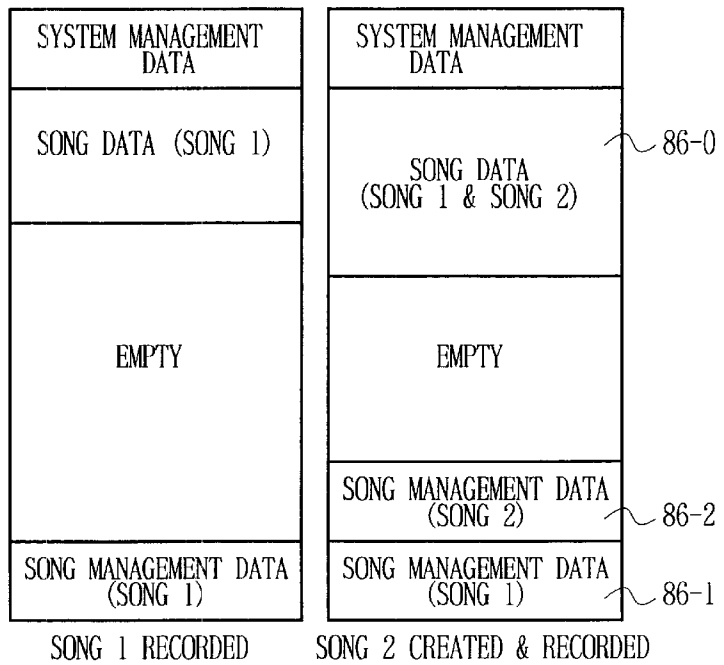 SYSTEM MANAGEMENT
DATA
SONG DATA (SONG 1)
EMPTY
SONG MANAGEMENT DATA
(SONG 1)
SONG 1 RECORDED
SYSTEM MANAGEMENT
DATA
SONG DATA
(SONG 1 & SONG 2)
86-0
EMPTY
SONG MANAGEMENT DATA
(SONG 2)
86-2
SONG MANAGEMENT DATA
(SONG 1)
86-1
SONG 2 CREATED & RECORDED